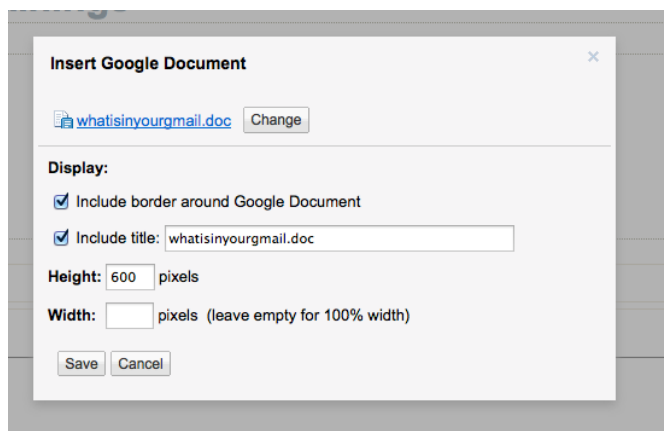 Insert Google Document
×
whatisinyourgmail.doc Change
Display:
Include border around Google Document
Include title: whatisinyourgmail.doc
Height: 600 pixels
Width: pixels (leave empty for 100% width)
Save Cancel